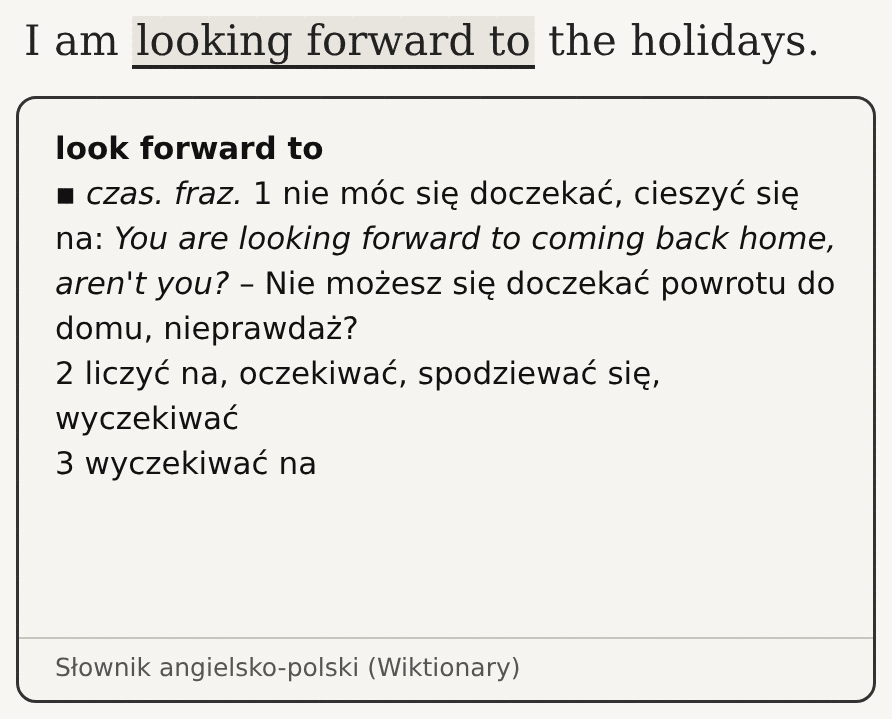 I am looking forward to the holidays.
look forward to
▪ czas. fraz. 1 nie móc się doczekać, cieszyć się
na: You are looking forward to coming back home,
aren't you? – Nie możesz się doczekać powrotu do
domu, nieprawdaż?
2 liczyć na, oczekiwać, spodziewać się,
wyczekiwać
3 wyczekiwać na
Słownik angielsko-polski (Wiktionary)